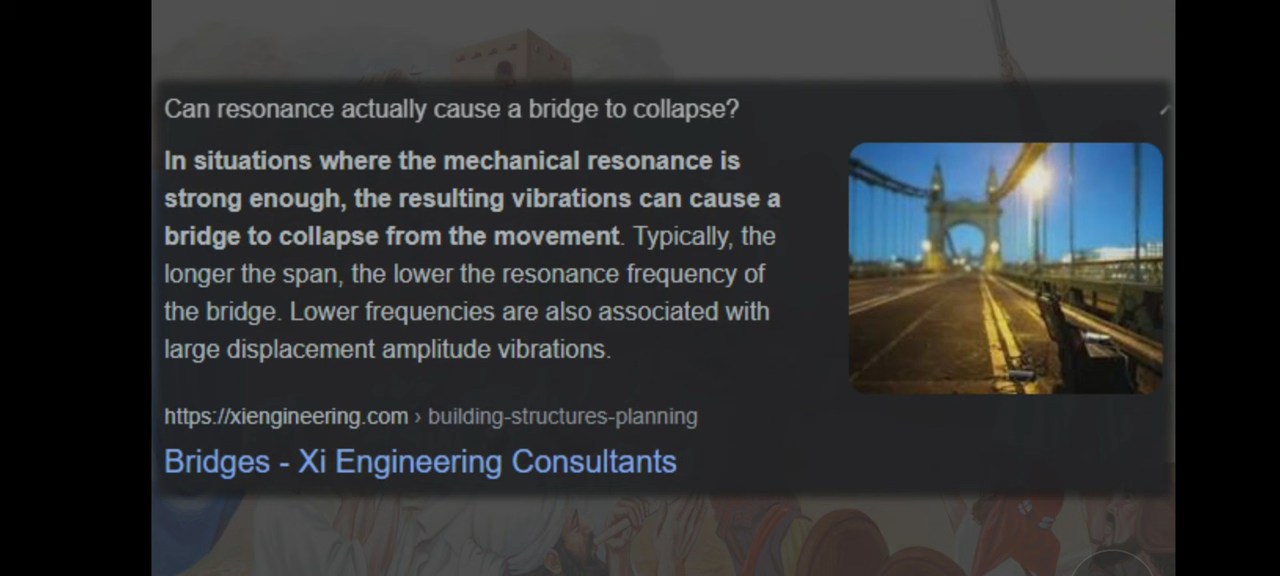 Can resonance actually cause a bridge to collapse?
In situations where the mechanical resonance is
strong enough, the resulting vibrations can cause a
bridge to collapse from the movement. Typically, the
longer the span, the lower the resonance frequency of
the bridge. Lower frequencies are also associated with
large displacement amplitude vibrations.
https://xiengineering.com › building-structures-planning
Bridges - Xi Engineering Consultants